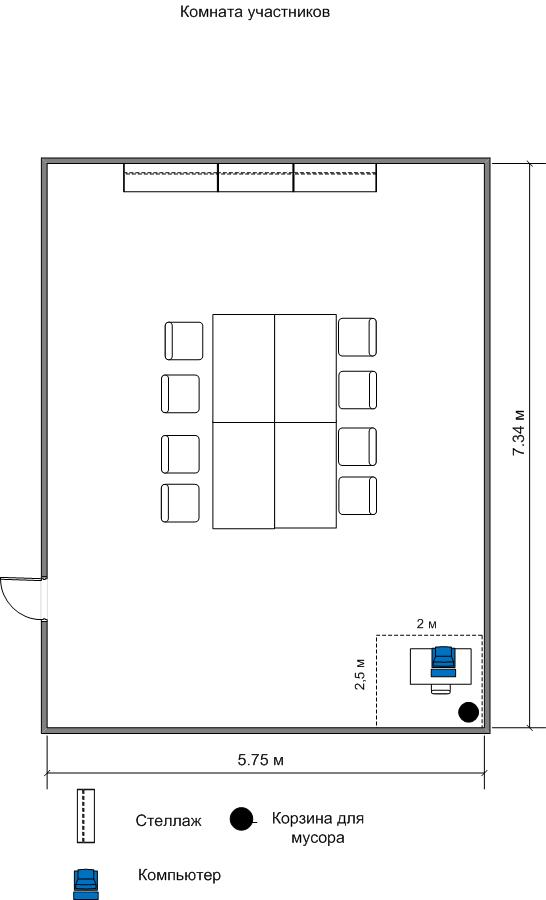 Комната участников
7.34 м
2 м
2,5 м
5.75 м
Стеллаж
Корзина для
мусора
Компьютер